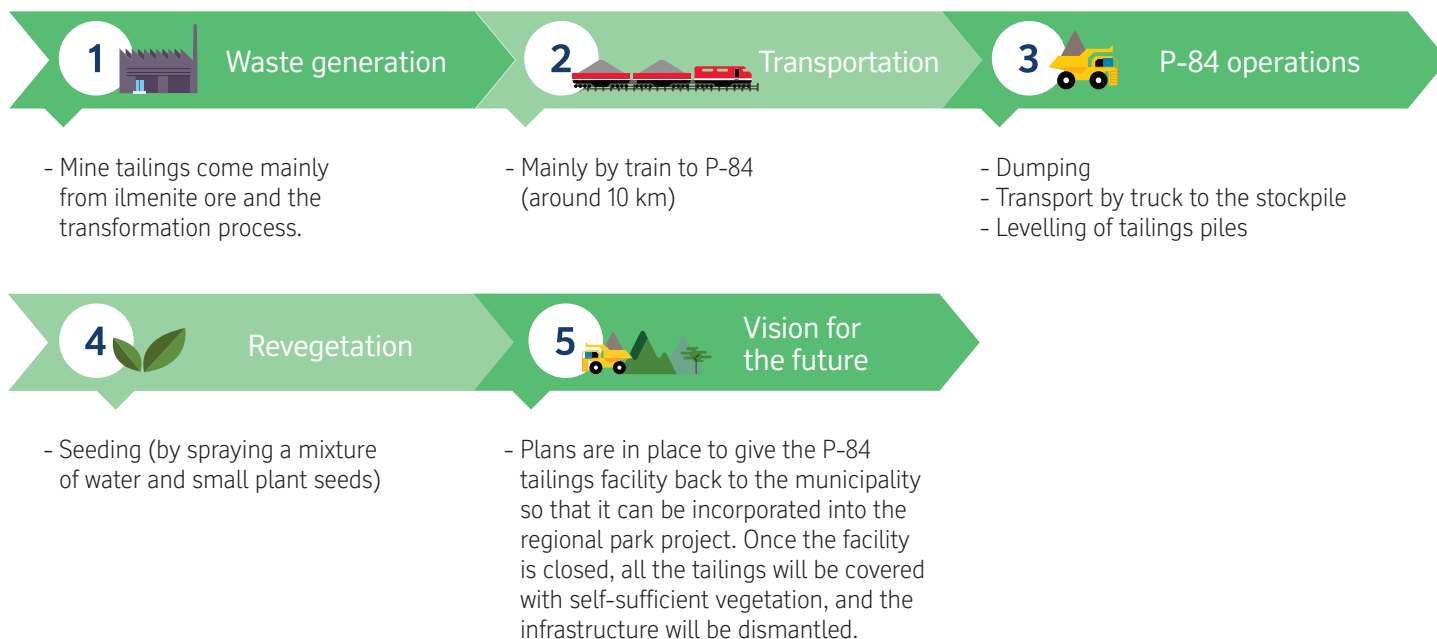 1 Waste generation
2 Transportation
3 P-84 operations
- Mine tailings come mainly
from ilmenite ore and the
transformation process.
- Mainly by train to P-84
(around 10 km)
- Dumping
- Transport by truck to the stockpile
- Levelling of tailings piles
4 Revegetation
5 Vision for
the future
- Seeding (by spraying a mixture
of water and small plant seeds)
- Plans are in place to give the P-84
tailings facility back to the municipality
so that it can be incorporated into the
regional park project. Once the facility
is closed, all the tailings will be covered
with self-sufficient vegetation, and the
infrastructure will be dismantled.